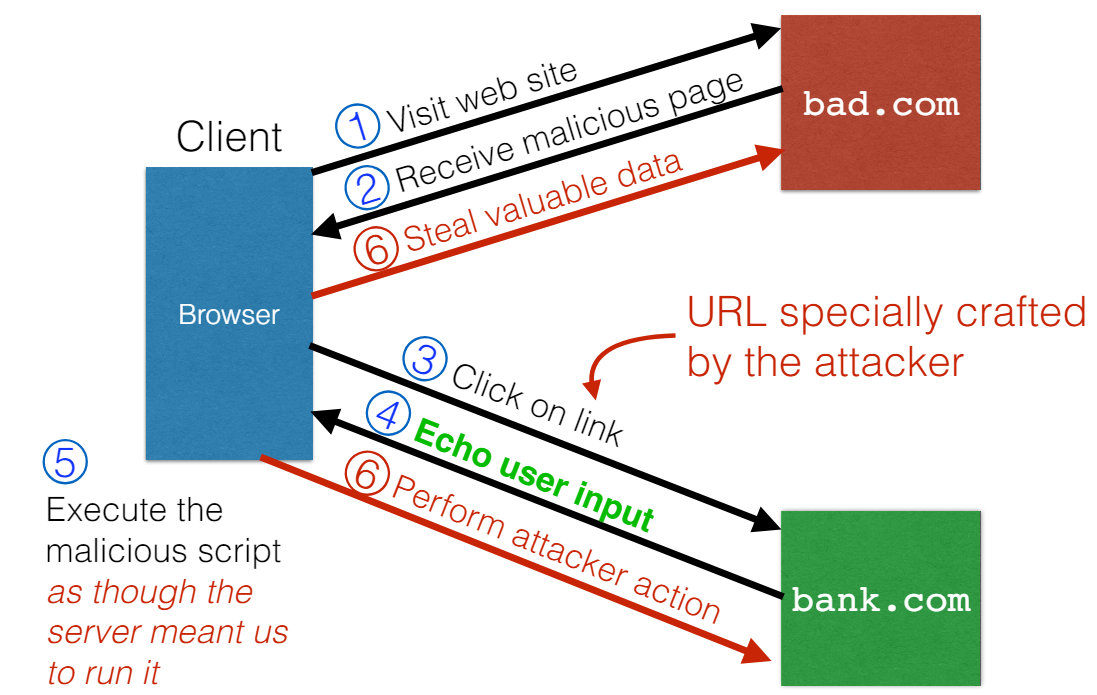 Client
Browser
bad.com
bank.com
① Visit web site
② Receive malicious page
⑥ Steal valuable data
URL specially crafted
by the attacker
③ Click on link
④ Echo user input
⑥ Perform attacker action
⑤
Execute the
malicious script
as though the
server meant us
to run it